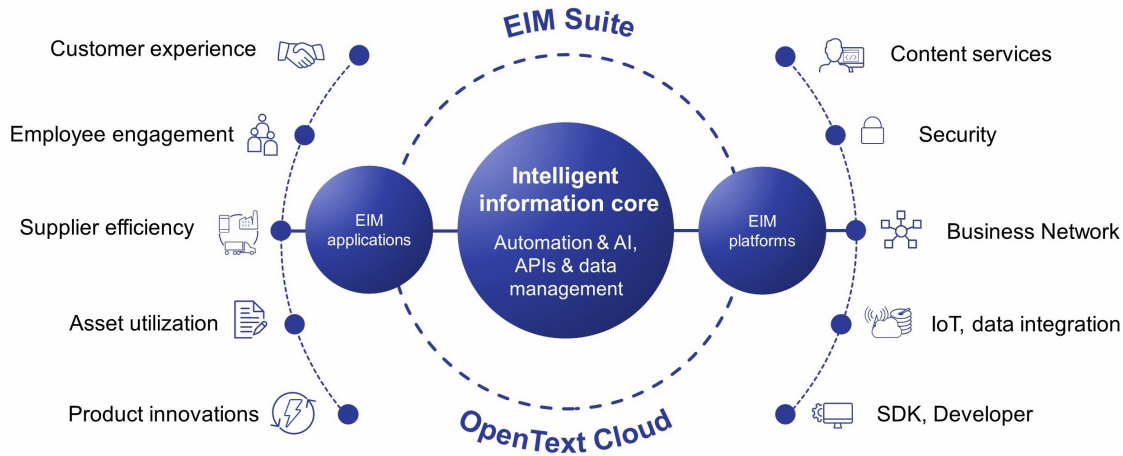 EIM Suite
Customer experience
Employee engagement
Supplier efficiency
Asset utilization
Product innovations
EIM
applications
Intelligent
information core
Automation & AI,
APIs & data
management
EIM
platforms
Content services
Security
Business Network
IoT, data integration
SDK, Developer
OpenText Cloud